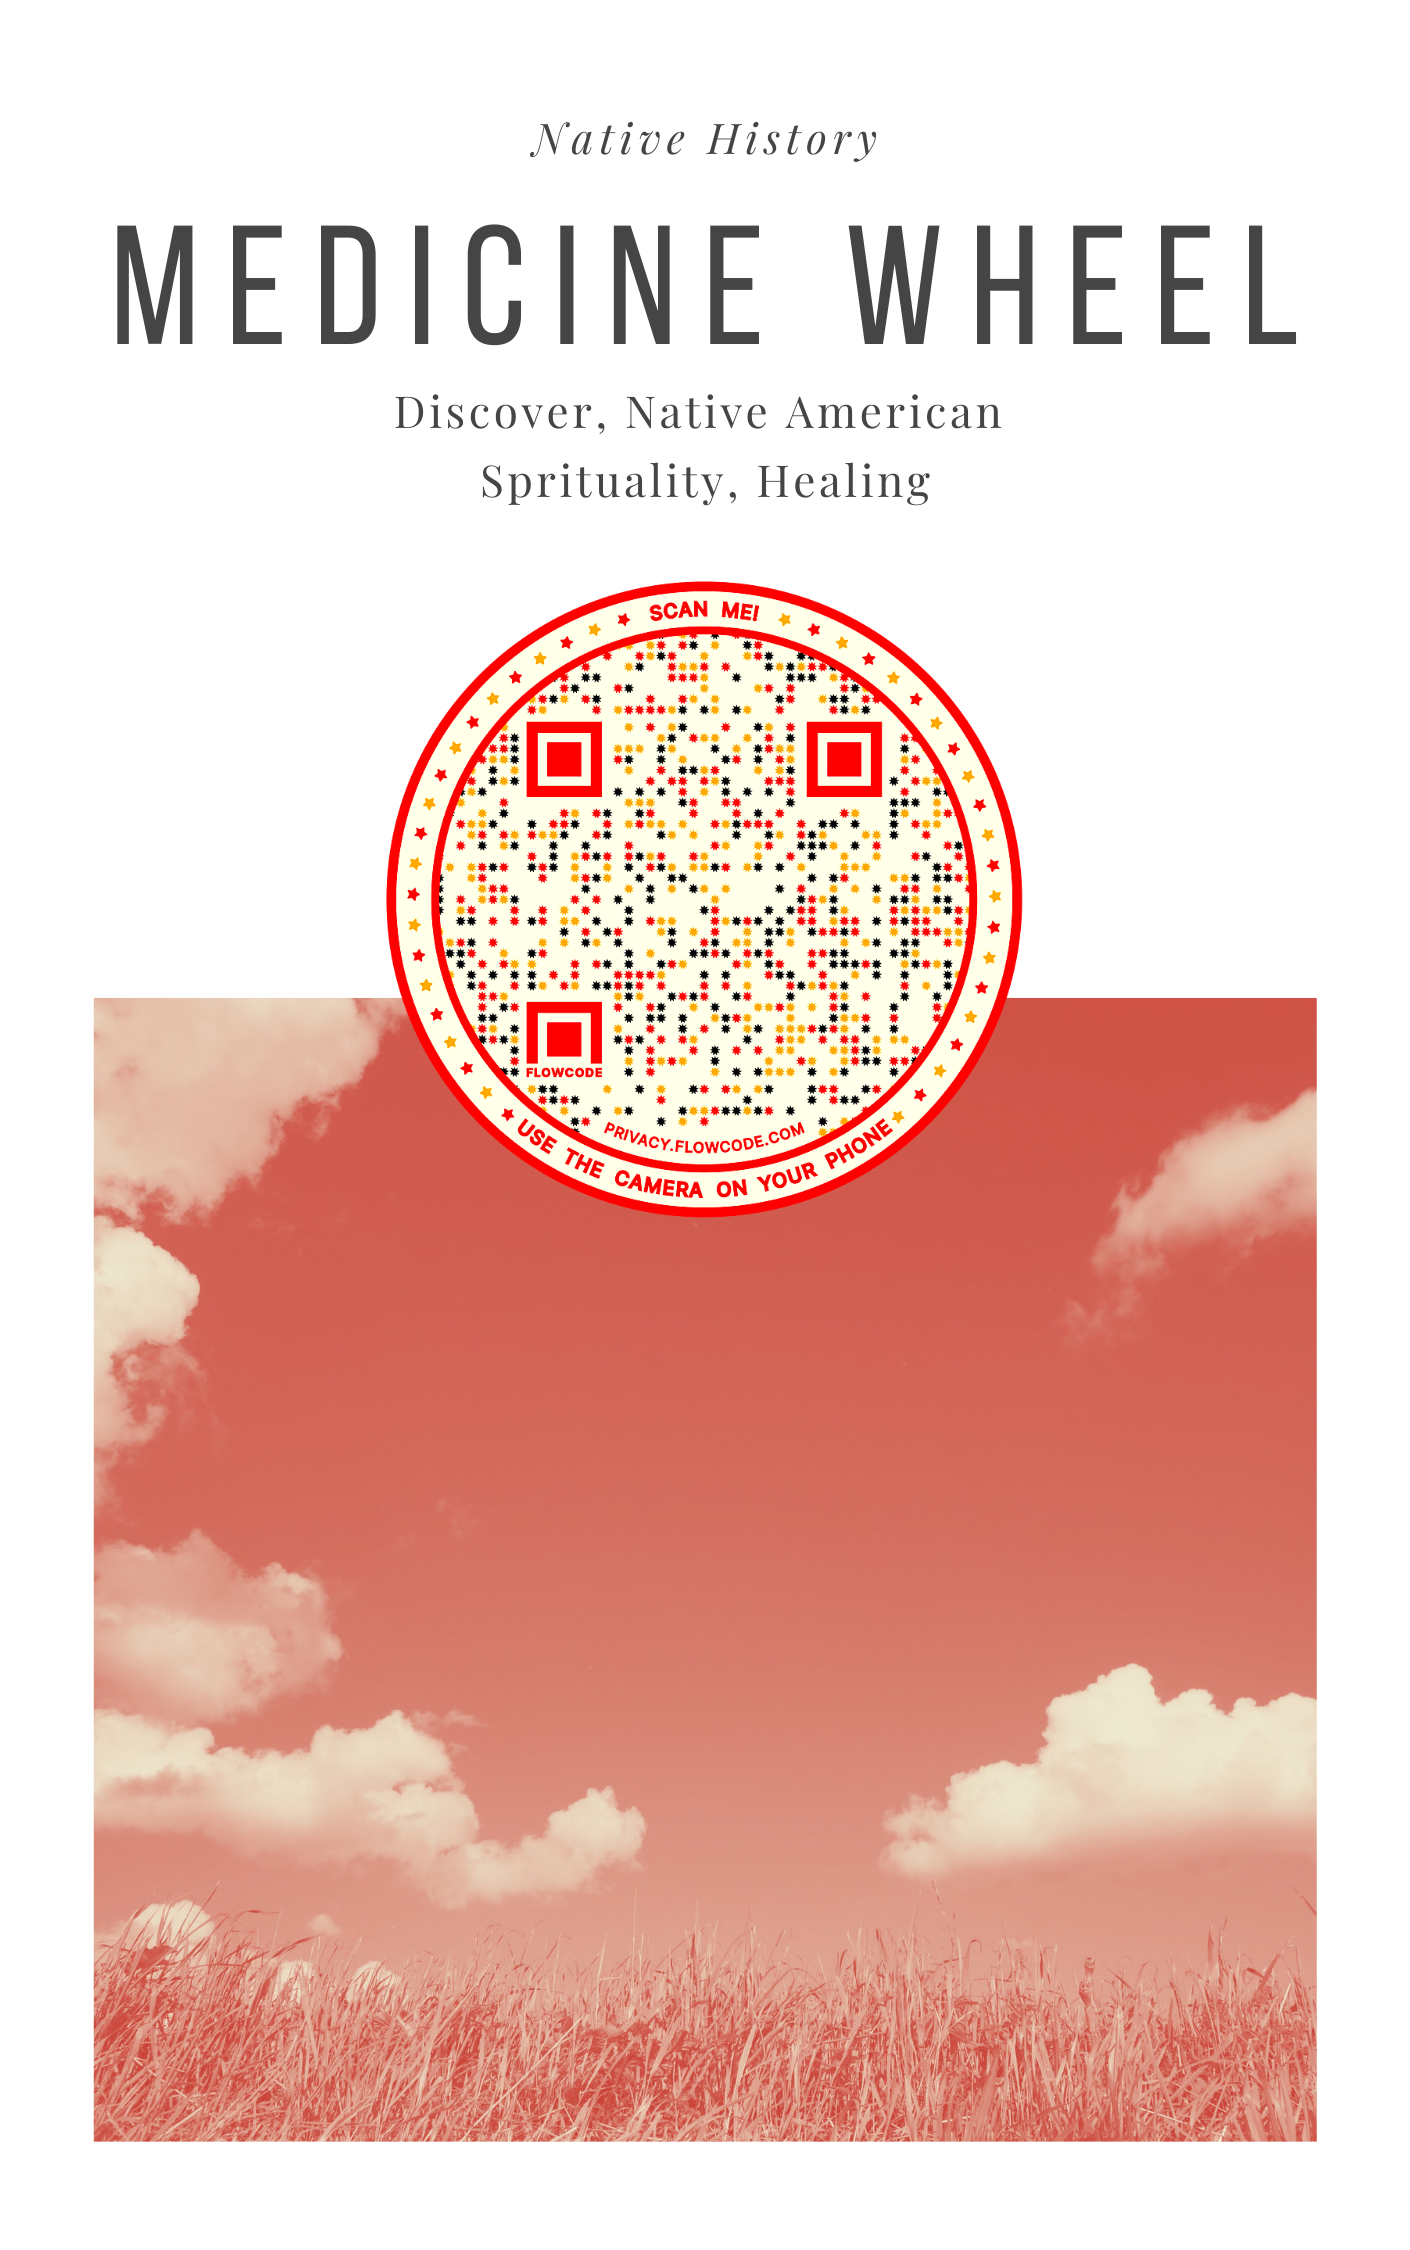 Native History
MEDICINE WHEEL
Discover, Native American
Sprituality, Healing
SCAN ME!
FLOWCODE
PRIVACY.FLOWCODE.COM
USE THE CAMERA ON YOUR PHONE